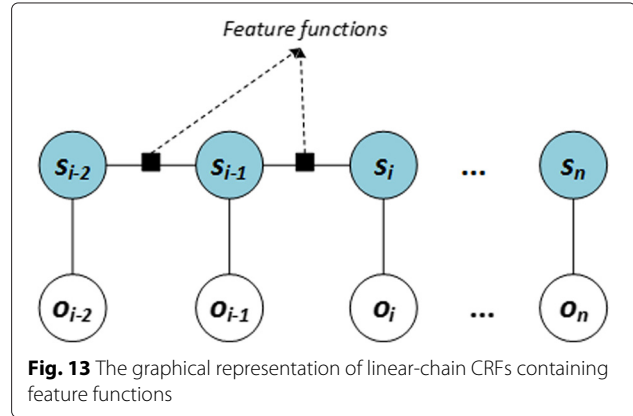 Feature functions
s_{i-2} s_{i-1} s_i ... s_n
o_{i-2} o_{i-1} o_i ... o_n
Fig. 13 The graphical representation of linear-chain CRFs containing
feature functions